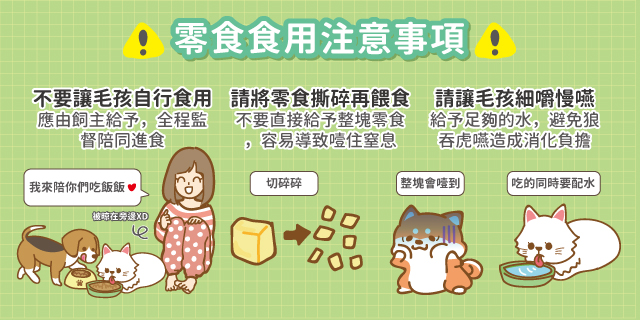 零食食用注意事項
不要讓毛孩自行食用
應由飼主給予，全程監
督陪同進食
請將零食撕碎再餵食
不要直接給予整塊零食
，容易導致噎住窒息
請讓毛孩細嚼慢嚥
給予足夠的水，避免狼
吞虎嚥造成消化負擔
我來陪你們吃飯飯
被晾在旁邊XD
切碎碎
整塊會噎到
吃的同時要配水